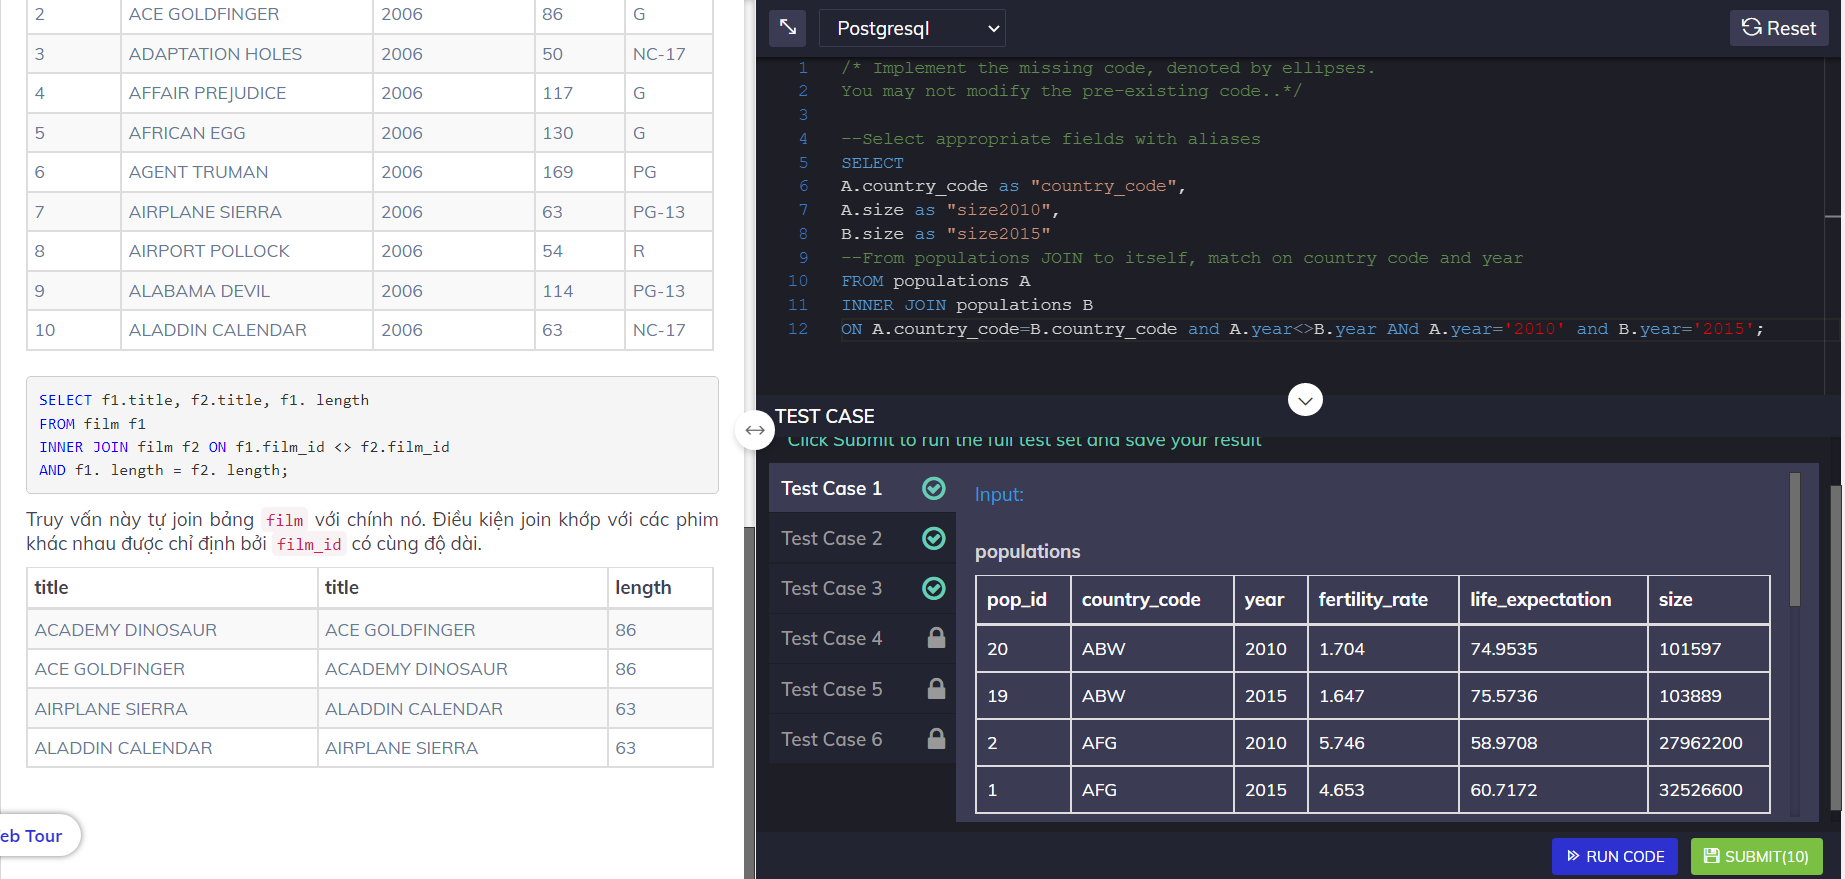 2 ACE GOLDFINGER 2006 86 G
3 ADAPTATION HOLES 2006 50 NC-17
4 AFFAIR PREJUDICE 2006 117 G
5 AFRICAN EGG 2006 130 G
6 AGENT TRUMAN 2006 169 PG
7 AIRPLANE SIERRA 2006 63 PG-13
8 AIRPORT POLLOCK 2006 54 R
9 ALABAMA DEVIL 2006 114 PG-13
10 ALADDIN CALENDAR 2006 63 NC-17
SELECT f1.title, f2.title, f1. length
FROM film f1
INNER JOIN film f2 ON f1.film_id <> f2.film_id
AND f1. length = f2. length;
Truy vấn này tự join bảng film với chính nó. Điều kiện join khớp với các phim
khác nhau được chỉ định bởi film_id có cùng độ dài.
title title length
ACADEMY DINOSAUR ACE GOLDFINGER 86
ACE GOLDFINGER ACADEMY DINOSAUR 86
AIRPLANE SIERRA ALADDIN CALENDAR 63
ALADDIN CALENDAR AIRPLANE SIERRA 63
eb Tour
Postgresql
Reset
1 /* Implement the missing code, denoted by ellipses.
2 You may not modify the pre-existing code..*/
3
4 --Select appropriate fields with aliases
5 SELECT
6 A.country_code as "country_code",
7 A.size as "size2010",
8 B.size as "size2015"
9 --From populations JOIN to itself, match on country code and year
10 FROM populations A
11 INNER JOIN populations B
12 ON A.country_code=B.country_code and A.year<>B.year ANd A.year='2010' and B.year='2015';
TEST CASE
Click Submit to run the full test set and save your result
Test Case 1
Test Case 2
Test Case 3
Test Case 4
Test Case 5
Test Case 6
Input:
populations
pop_id country_code year fertility_rate life_expectation size
20 ABW 2010 1.704 74.9535 101597
19 ABW 2015 1.647 75.5736 103889
2 AFG 2010 5.746 58.9708 27962200
1 AFG 2015 4.653 60.7172 32526600
RUN CODE
SUBMIT(10)